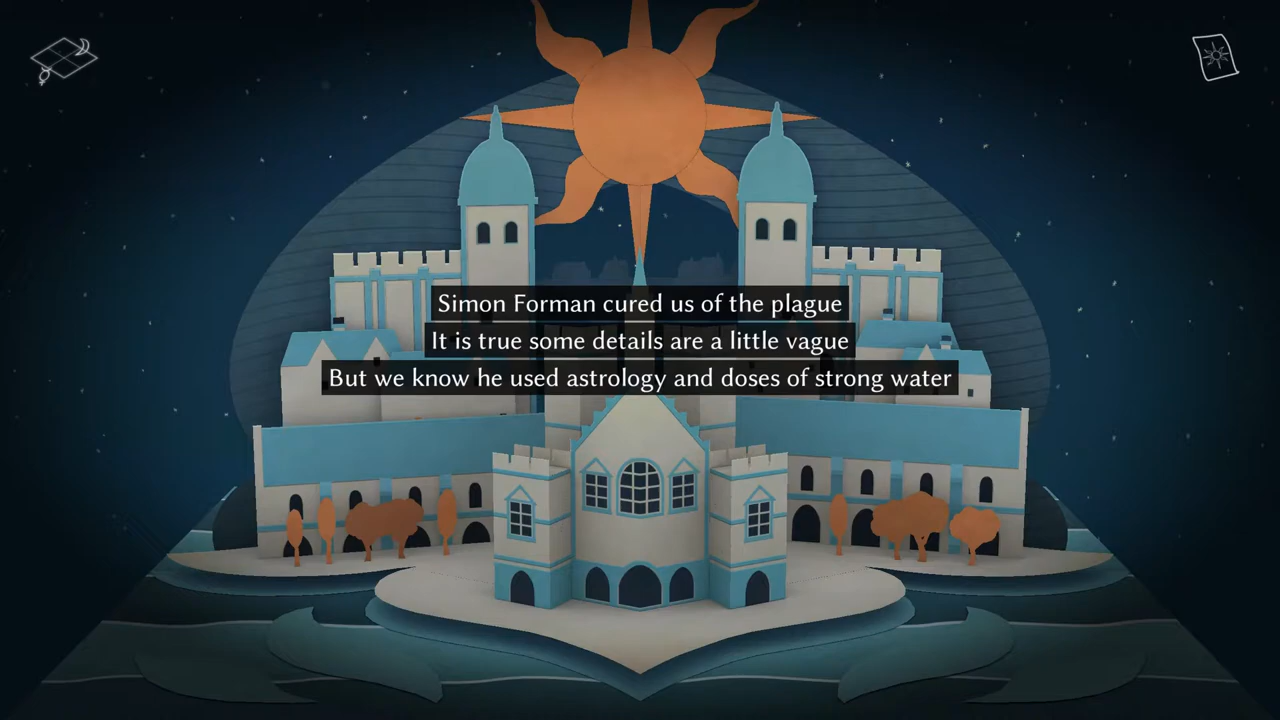 Simon Forman cured us of the plague
It is true some details are a little vague
But we know he used astrology and doses of strong water